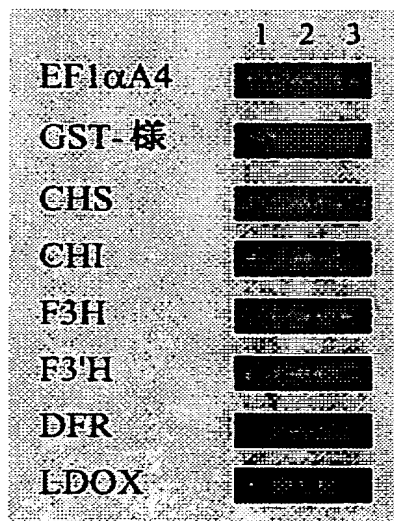 1 2 3
EF1αA4
GST-様
CHS
CHI
F3H
F3'H
DFR
LDOX